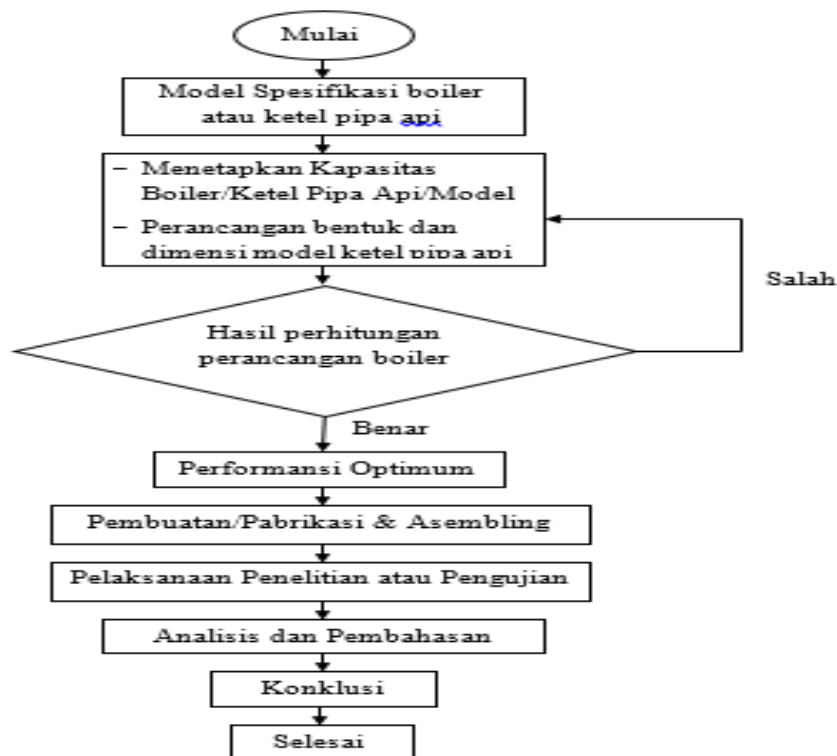 Mulai
Model Spesifikasi boiler
atau ketel pipa api
– Menetapkan Kapasitas
Boiler/Ketel Pipa Api/Model
– Perancangan bentuk dan
dimensi model ketel pipa api
Salah
Hasil perhitungan
perancangan boiler
Benar
Performansi Optimum
Pembuatan/Pabrikasi & Asembling
Pelaksanaan Penelitian atau Pengujian
Analisis dan Pembahasan
Konklusi
Selesai